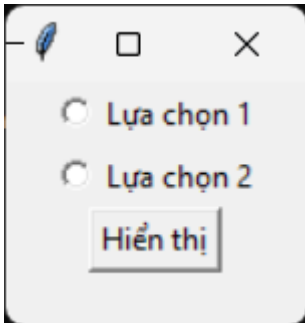 Lựa chọn 1
Lựa chọn 2
Hiển thị